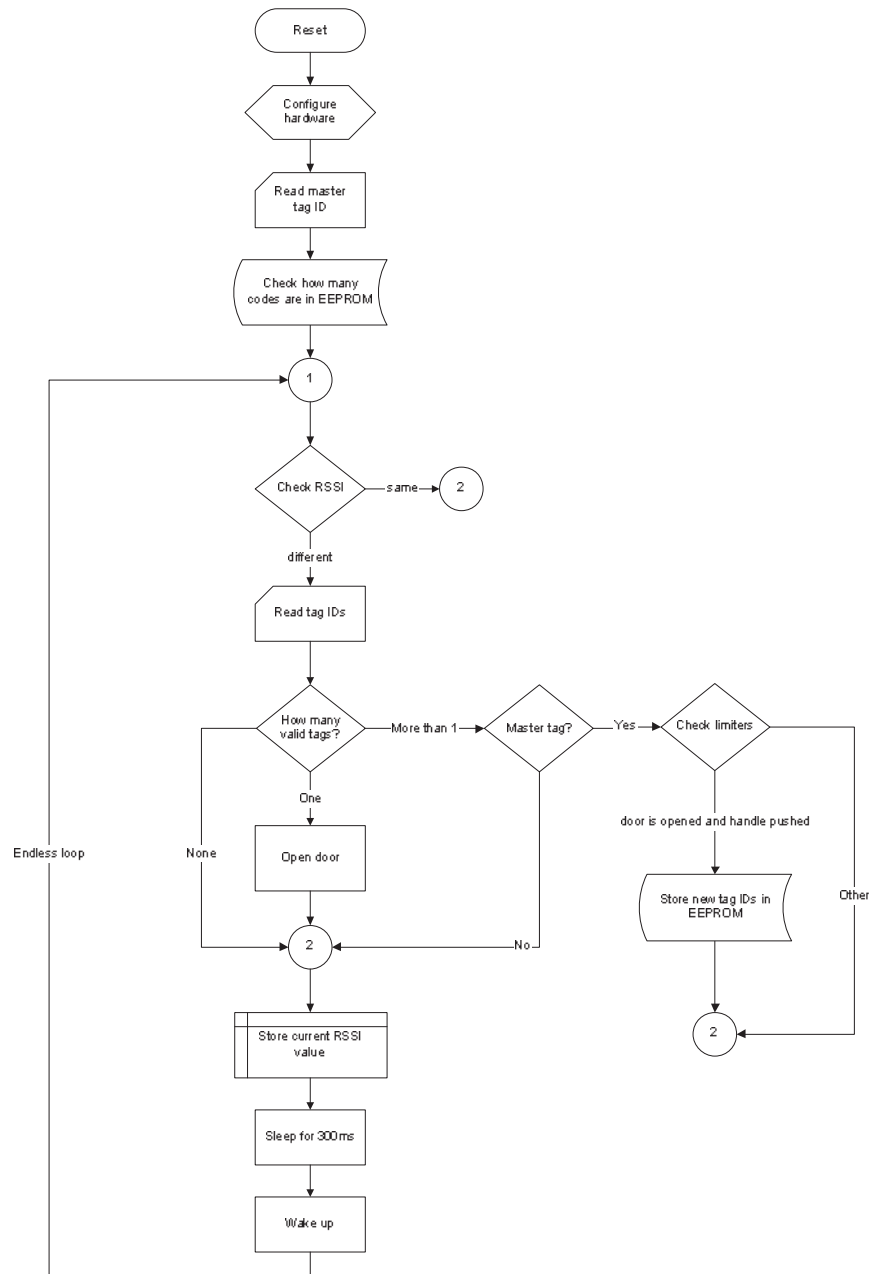 Reset
Configure
hardware
Read master
tag ID
Check how many
codes are in EEPROM
1
Check RSSI
same
2
different
Read tag IDs
How many
valid tags?
More than 1
Master tag?
Yes
Check limiters
One
door is opened and handle pushed
Endless loop
None
Open door
Store new tag IDs in
EEPROM
Other
2
No
2
Store current RSSI
value
Sleep for 300ms
Wake up